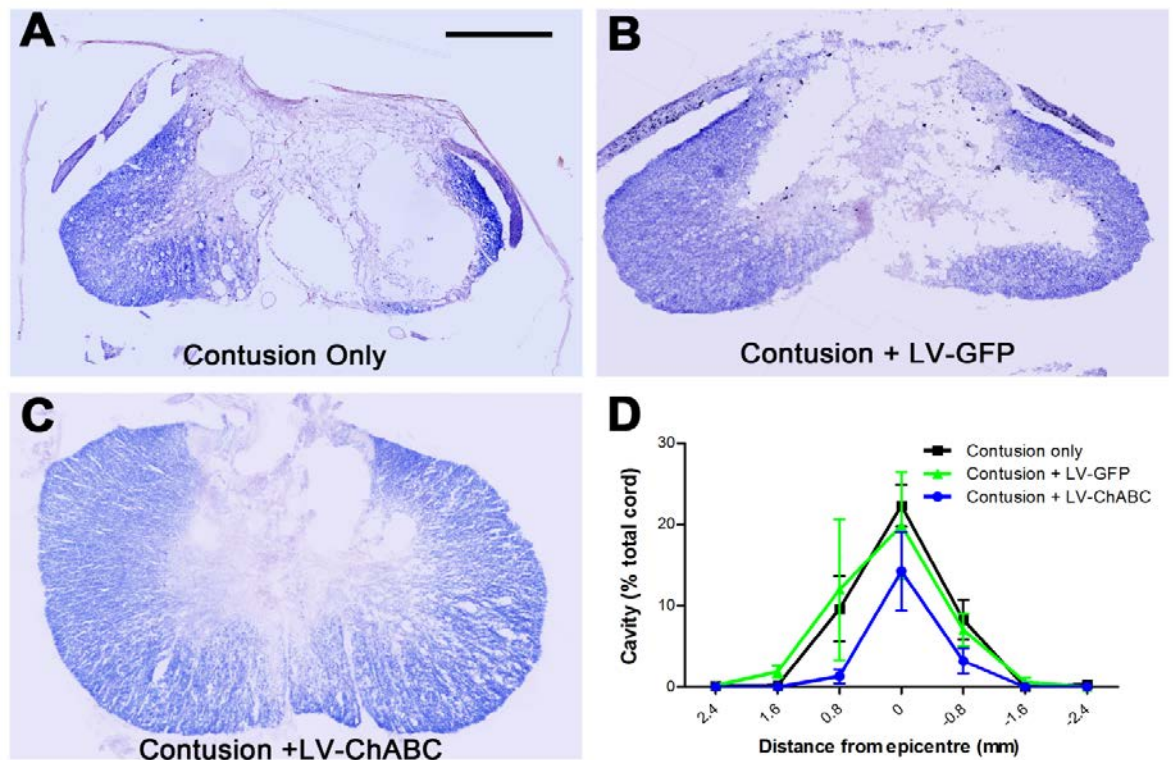 A
Contusion Only
B
Contusion + LV-GFP
C
Contusion +LV-ChABC
D
Cavity (% total cord)
30
20
10
0
Contusion only
Contusion + LV-GFP
Contusion + LV-ChABC
2.4 1.6 0.8 0 -0.8 -1.6 -2.4
Distance from epicentre (mm)